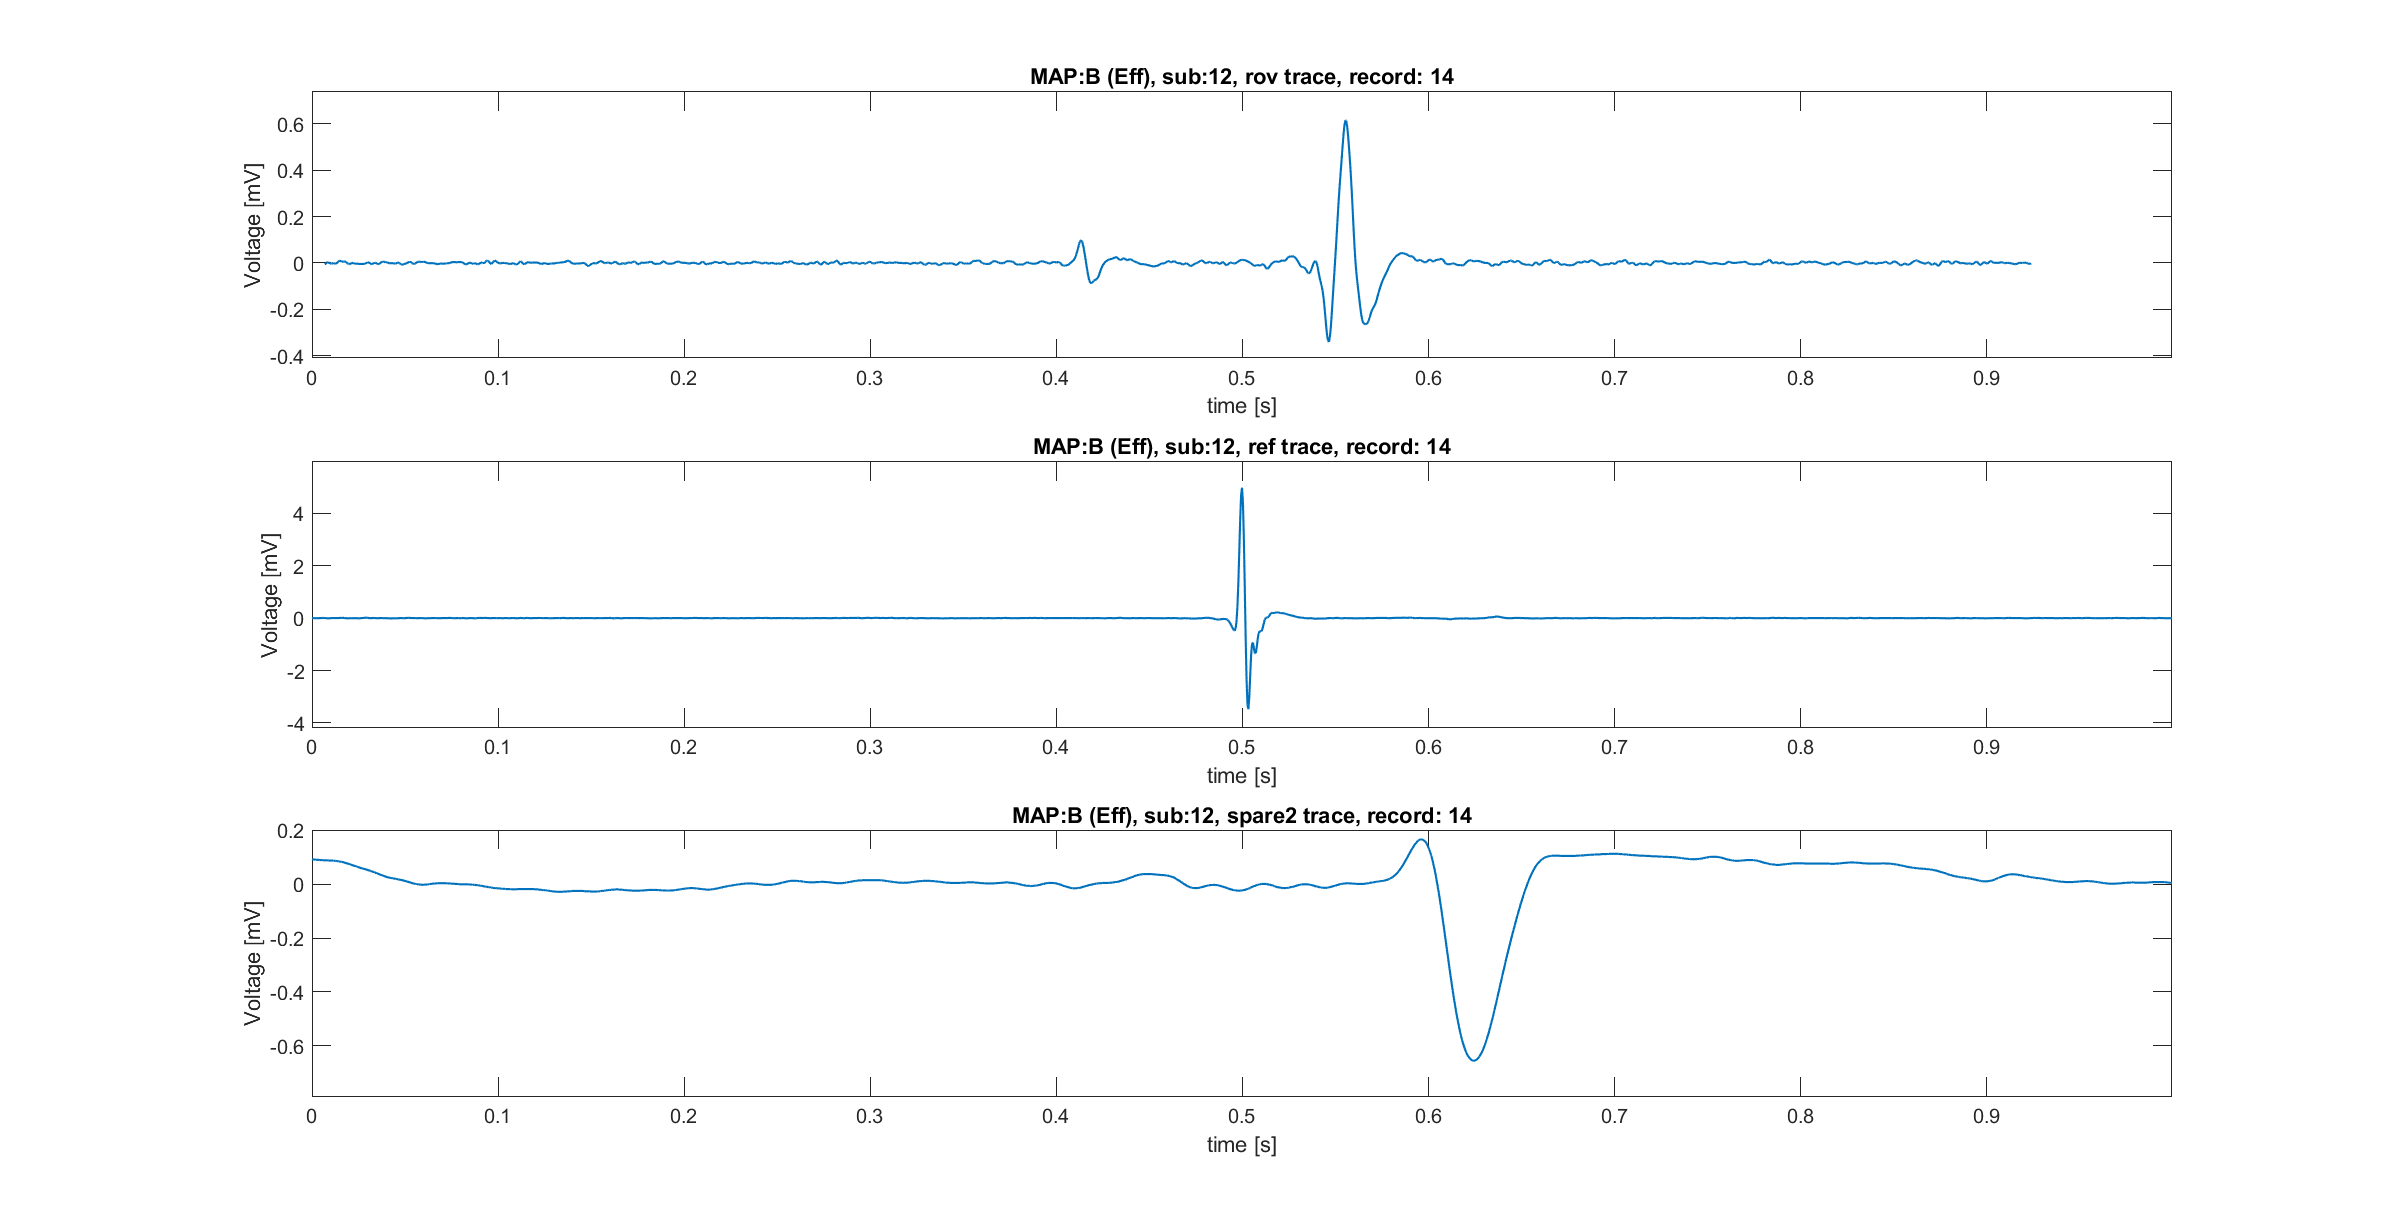 MAP:B (Eff), sub:12, rov trace, record: 14
Voltage [mV]
0.6
0.4
0.2
0
-0.2
-0.4
0 0.1 0.2 0.3 0.4 0.5 0.6 0.7 0.8 0.9
time [s]
MAP:B (Eff), sub:12, ref trace, record: 14
Voltage [mV]
4
2
0
-2
-4
0 0.1 0.2 0.3 0.4 0.5 0.6 0.7 0.8 0.9
time [s]
MAP:B (Eff), sub:12, spare2 trace, record: 14
Voltage [mV]
0.2
0
-0.2
-0.4
-0.6
0 0.1 0.2 0.3 0.4 0.5 0.6 0.7 0.8 0.9
time [s]